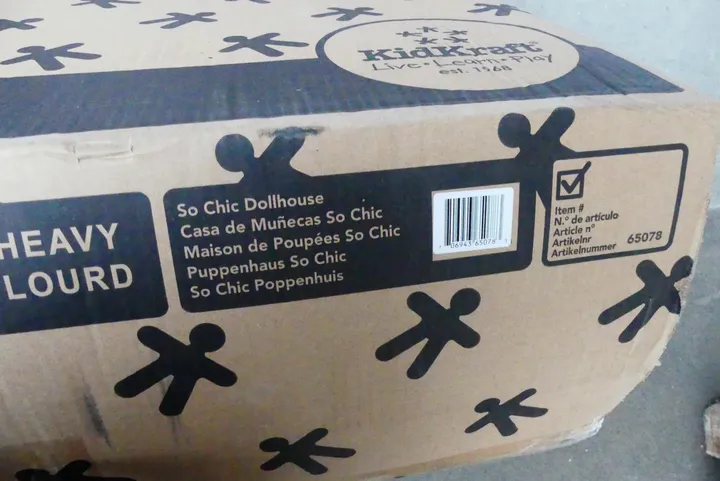 KidKraft
Live • Learn • Play
est. 1968
HEAVY
LOURD
So Chic Dollhouse
Casa de Muñecas So Chic
Maison de Poupées So Chic
Puppenhaus So Chic
So Chic Poppenhuis
Item #
N.º de artículo
Article n°
Artikelnr
Artikelnummer 65078